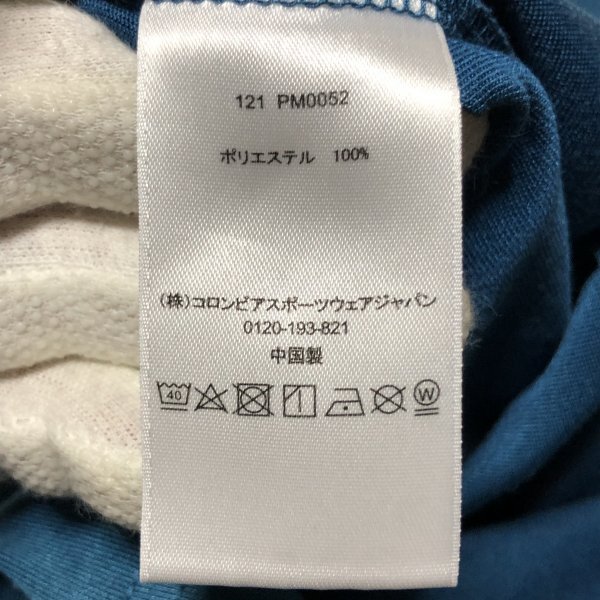 121 PM0052
ポリエステル 100%
(株)コロンビアスポーツウェアジャパン
0120-193-821
中国製
40 W